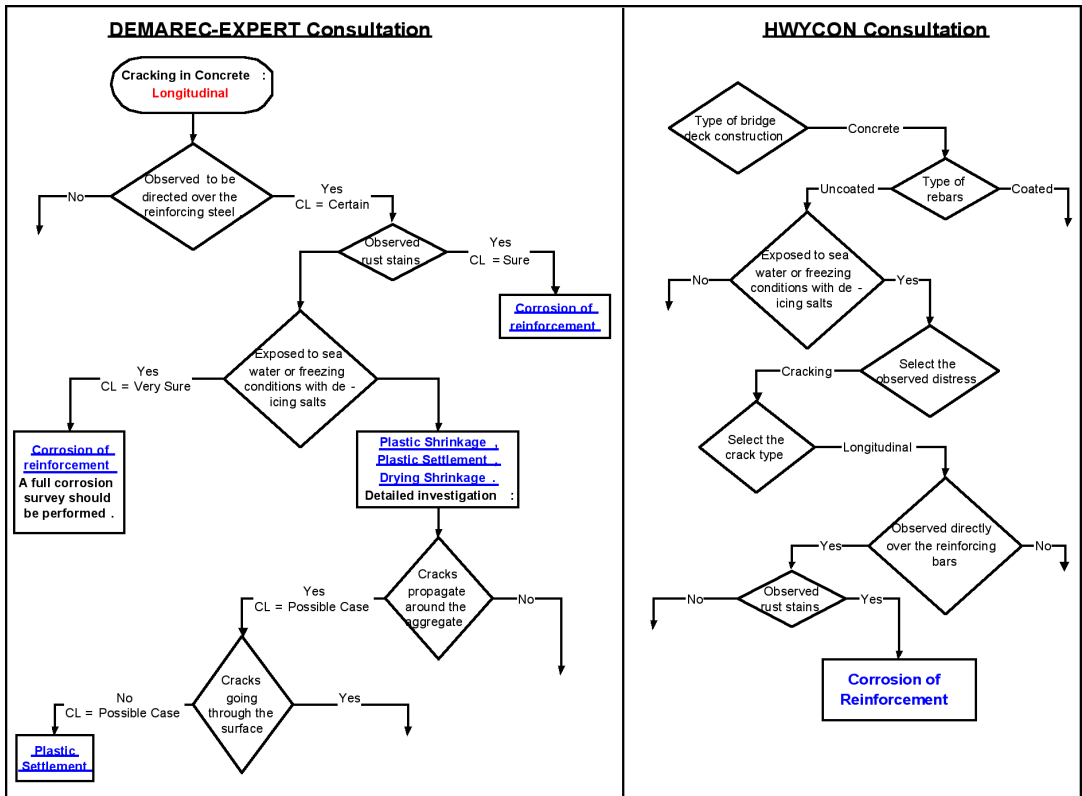 DEMAREC-EXPERT Consultation
Cracking in Concrete :
Longitudinal
Observed to be
directed over the
reinforcing steel .
No
Yes
CL = Certain
Observed
rust stains
Yes
CL = Sure
Corrosion of
reinforcement
Exposed to sea
water or freezing
conditions with de -
icing salts
Yes
CL = Very Sure
Corrosion of
reinforcement
A full corrosion
survey should
be performed .
Plastic Shrinkage ,
Plastic Settlement ,
Drying Shrinkage .
Detailed investigation :
Cracks
propagate
around the
aggregate
Yes
CL = Possible Case
No
Cracks
going
through the
surface
No
CL = Possible Case
Yes
Plastic
Settlement
HWYCON Consultation
Type of bridge
deck construction
Concrete
Type of
rebars
Uncoated
Coated
Exposed to sea
water or freezing
conditions with de -
icing salts
No
Yes
Select the
observed distress
Cracking
Select the
crack type
Longitudinal
Observed directly
over the reinforcing
bars
Yes
No
Observed
rust stains
No
Yes
Corrosion of
Reinforcement